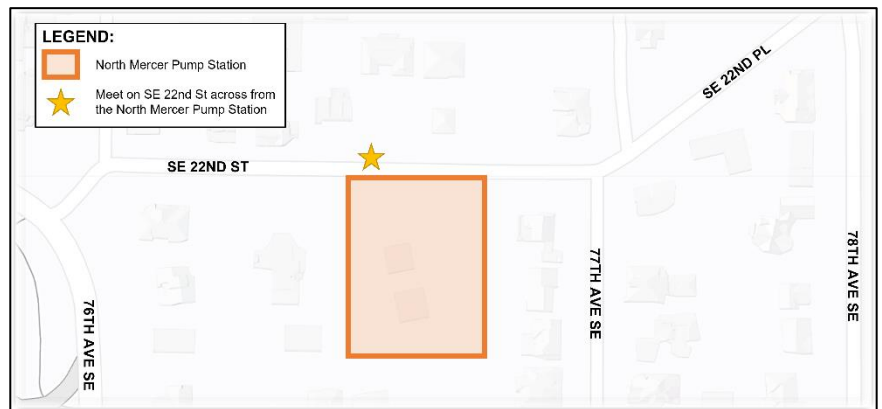 LEGEND:
North Mercer Pump Station
Meet on SE 22nd St across from
the North Mercer Pump Station
SE 22ND PL
SE 22ND ST
76TH AVE SE
77TH AVE SE
78TH AVE SE